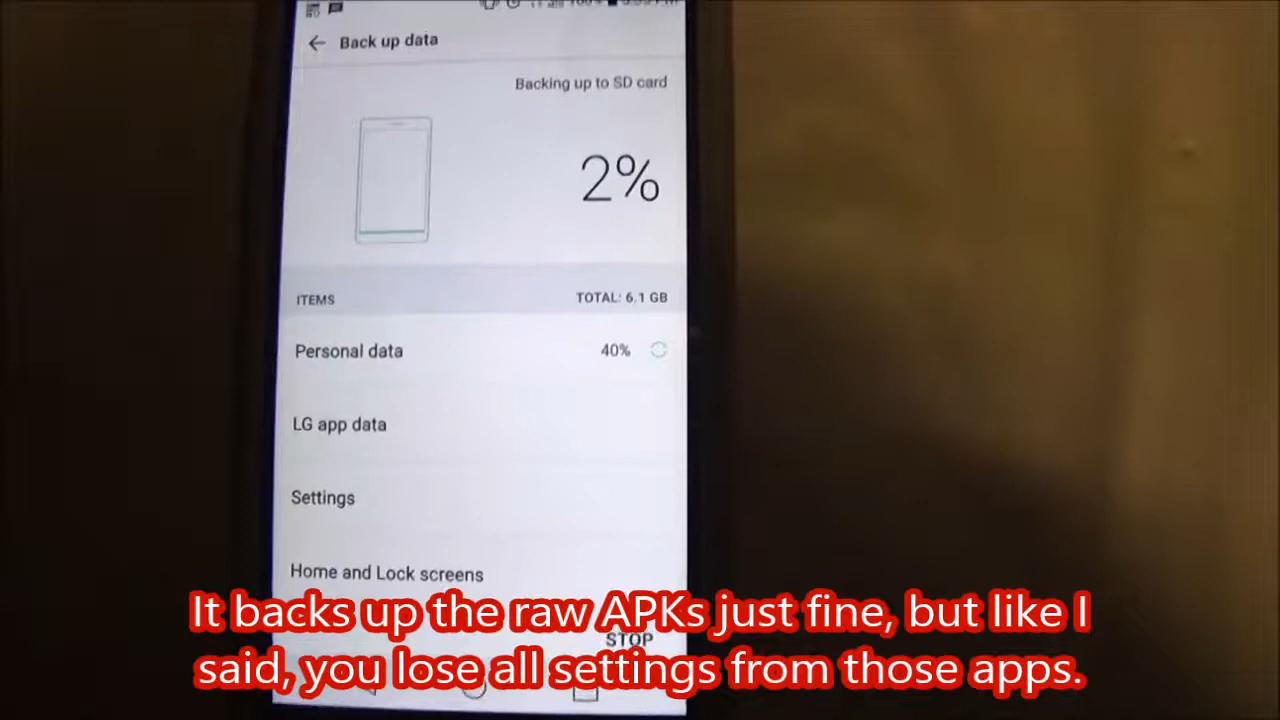 Back up data
Backing up to SD card
2%
ITEMS TOTAL: 6.1 GB
Personal data 40%
LG app data
Settings
Home and Lock screens
It backs up the raw APKs just fine, but like I
STOP
said, you lose all settings from those apps.